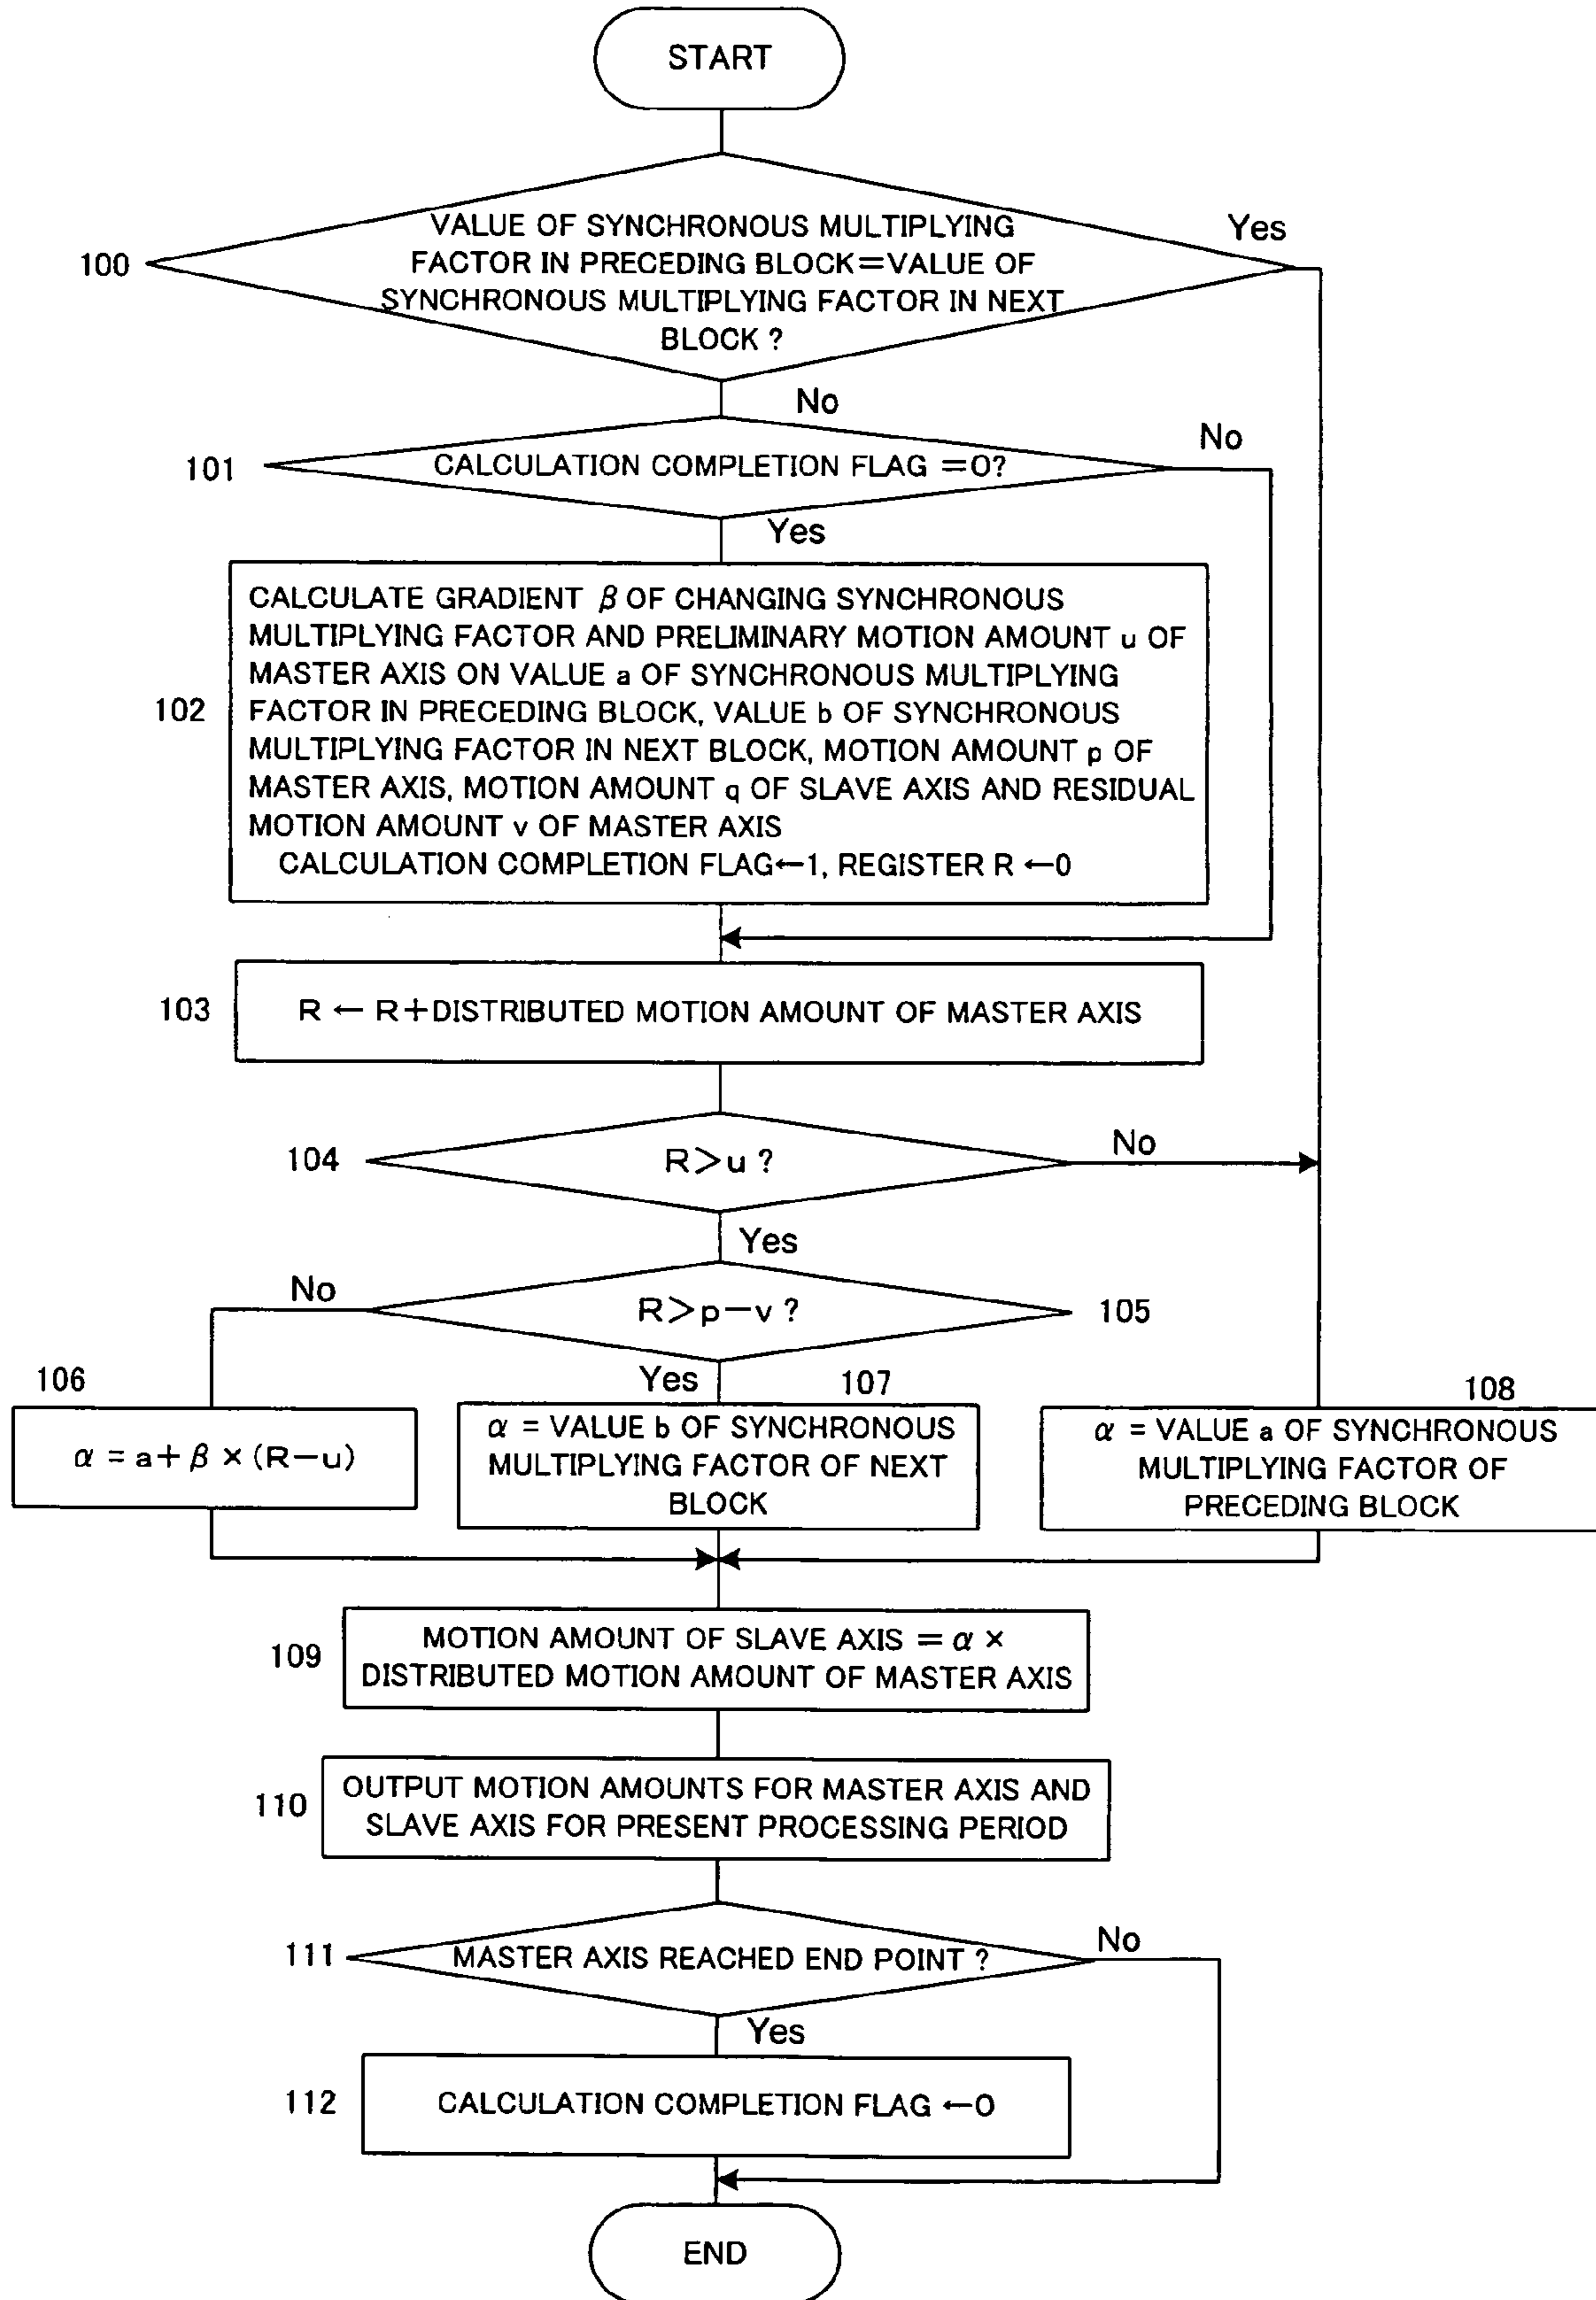 START
VALUE OF SYNCHRONOUS MULTIPLYING
FACTOR IN PRECEDING BLOCK=VALUE OF
SYNCHRONOUS MULTIPLYING FACTOR IN NEXT
BLOCK ?
100
Yes
No
101
CALCULATION COMPLETION FLAG =0?
No
Yes
102
CALCULATE GRADIENT β OF CHANGING SYNCHRONOUS
MULTIPLYING FACTOR AND PRELIMINARY MOTION AMOUNT u OF
MASTER AXIS ON VALUE a OF SYNCHRONOUS MULTIPLYING
FACTOR IN PRECEDING BLOCK, VALUE b OF SYNCHRONOUS
MULTIPLYING FACTOR IN NEXT BLOCK, MOTION AMOUNT p OF
MASTER AXIS, MOTION AMOUNT q OF SLAVE AXIS AND RESIDUAL
MOTION AMOUNT v OF MASTER AXIS
CALCULATION COMPLETION FLAG←1, REGISTER R ←0
103
R ← R+DISTRIBUTED MOTION AMOUNT OF MASTER AXIS
104
R>u ?
No
Yes
No
R>p-v ?
105
106
Yes
107
108
α = a+ β × (R-u)
α = VALUE b OF SYNCHRONOUS
MULTIPLYING FACTOR OF NEXT
BLOCK
α = VALUE a OF SYNCHRONOUS
MULTIPLYING FACTOR OF
PRECEDING BLOCK
109
MOTION AMOUNT OF SLAVE AXIS = α ×
DISTRIBUTED MOTION AMOUNT OF MASTER AXIS
110
OUTPUT MOTION AMOUNTS FOR MASTER AXIS AND
SLAVE AXIS FOR PRESENT PROCESSING PERIOD
111
MASTER AXIS REACHED END POINT ?
No
Yes
112
CALCULATION COMPLETION FLAG ←0
END